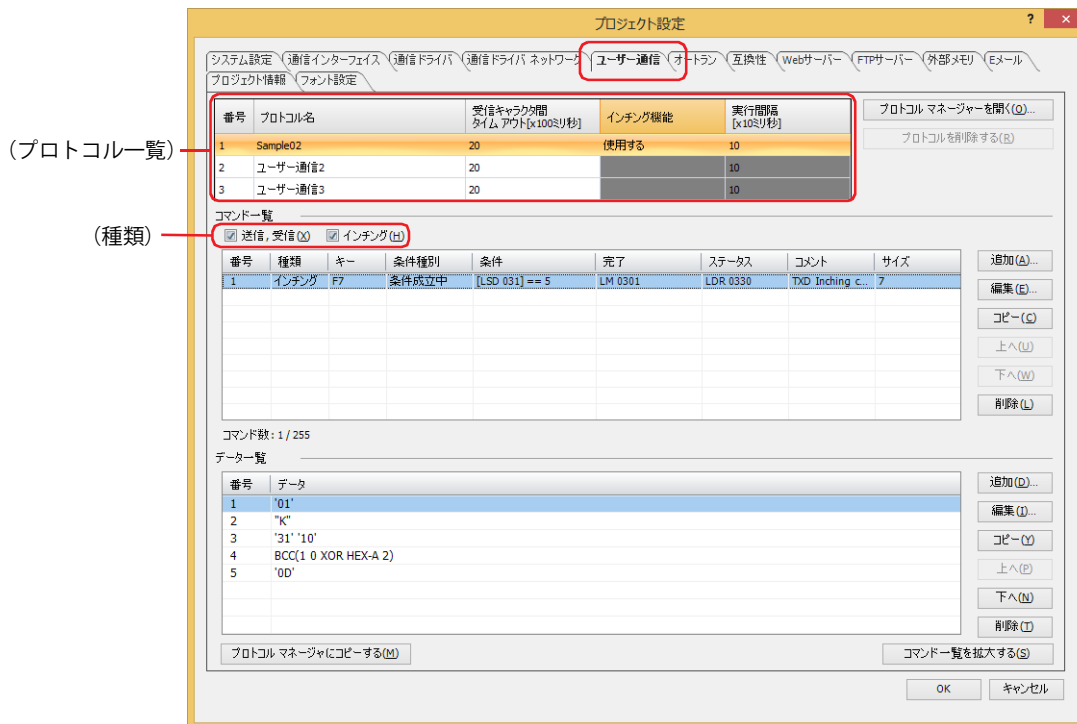 プロジェクト設定
? ×
システム設定 通信インターフェイス 通信ドライバ 通信ドライバ ネットワーク ユーザー通信 オートラン 互換性 Webサーバー FTPサーバー 外部メモリ Eメール
プロジェクト情報 フォント設定
(プロトコル一覧)
番号 プロトコル名 受信キャラクタ間 タイム アウト[x100ミリ秒] インチング機能 実行間隔 [x10ミリ秒]
1 Sample02 20 使用する 10
2 ユーザー通信2 20 10
3 ユーザー通信3 20 10
プロトコル マネージャーを開く(O)...
プロトコルを削除する(R)
コマンド一覧
(種類)
送信, 受信(X) インチング(H)
番号 種類 キー 条件種別 条件 完了 ステータス コメント サイズ
1 インチング F7 条件成立中 [LSD 031] == 5 LM 0301 LDR 0330 TXD Inching c... 7
追加(A)...
編集(E)...
コピー(C)
上へ(U)
下へ(W)
削除(L)
コマンド数: 1 / 255
データ一覧
番号 データ
1 '01'
2 "K"
3 '31' '10'
4 BCC(1 0 XOR HEX-A 2)
5 '0D'
追加(D)...
編集(I)...
コピー(Y)
上へ(P)
下へ(N)
削除(T)
プロトコル マネージャにコピーする(M)
コマンド一覧を拡大する(S)
OK キャンセル